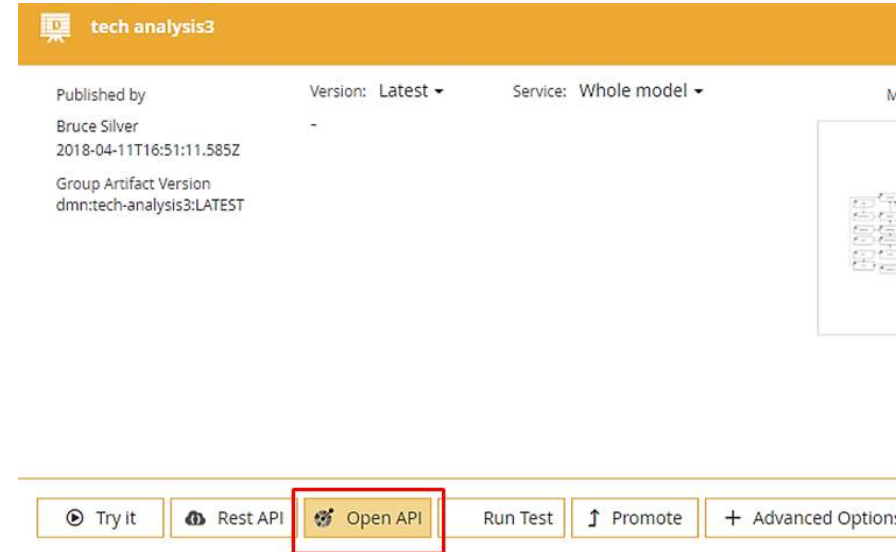 D tech analysis3
Published by
Version: Latest
Service: Whole model
Bruce Silver
-
2018-04-11T16:51:11.585Z
Group Artifact Version
dmn:tech-analysis3:LATEST
Try it
Rest API
Open API
Run Test
Promote
+ Advanced Options